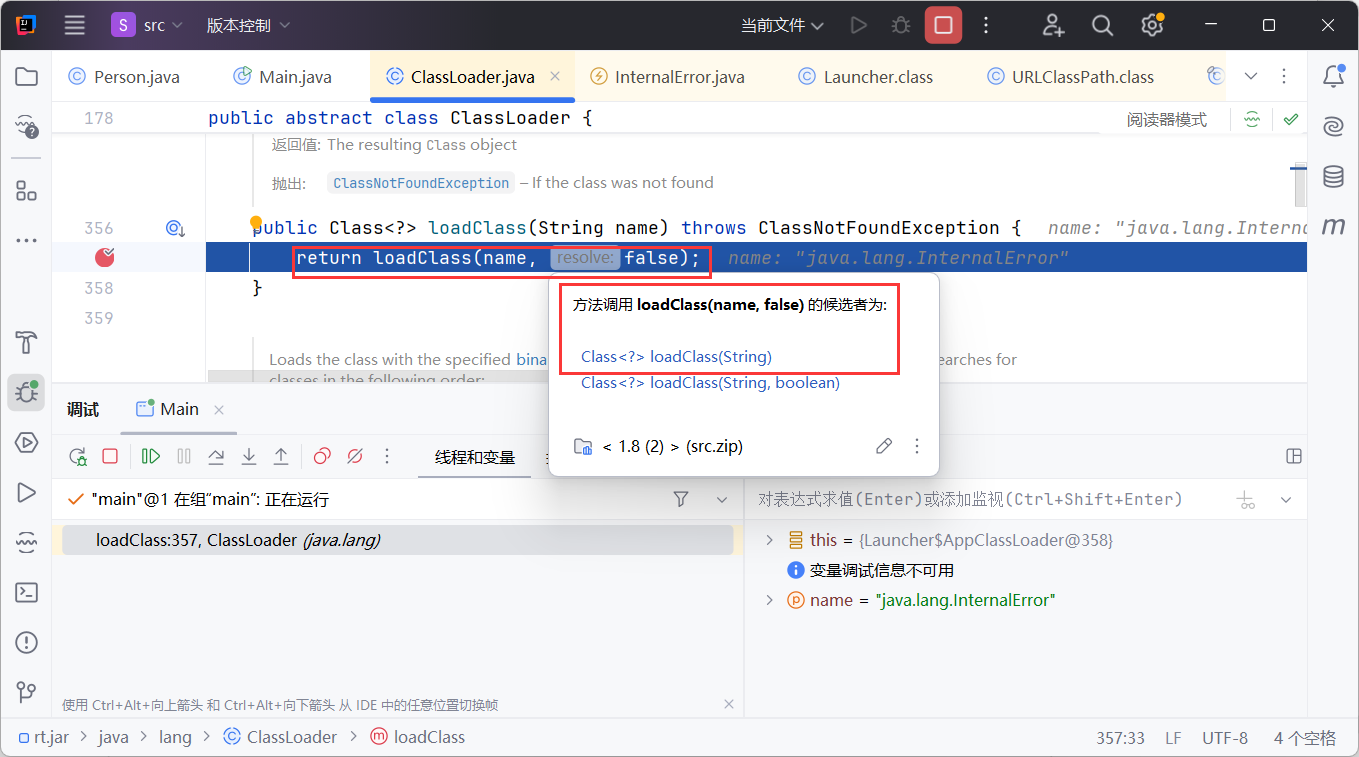 S src 版本控制 当前文件
Person.java Main.java ClassLoader.java InternalError.java Launcher.class URLClassPath.class
178 public abstract class ClassLoader { 阅读器模式
返回值: The resulting Class object
抛出: ClassNotFoundException – If the class was not found
356 public Class<?> loadClass(String name) throws ClassNotFoundException { name: "java.lang.Interna
return loadClass(name, resolve: false); name: "java.lang.InternalError"
358 }
359
方法调用 loadClass(name, false) 的候选者为:
Class<?> loadClass(String)
Class<?> loadClass(String, boolean)
< 1.8 (2) > (src.zip)
Loads the class with the specified bina earches for
classes in the following order:
调试 Main
线程和变量
"main"@1 在组"main": 正在运行
对表达式求值(Enter)或添加监视(Ctrl+Shift+Enter)
loadClass:357, ClassLoader (java.lang)
this = {Launcher$AppClassLoader@358}
变量调试信息不可用
name = "java.lang.InternalError"
使用 Ctrl+Alt+向上箭头 和 Ctrl+Alt+向下箭头 从 IDE 中的任意位置切换帧
rt.jar java lang ClassLoader loadClass 357:33 LF UTF-8 4 个空格